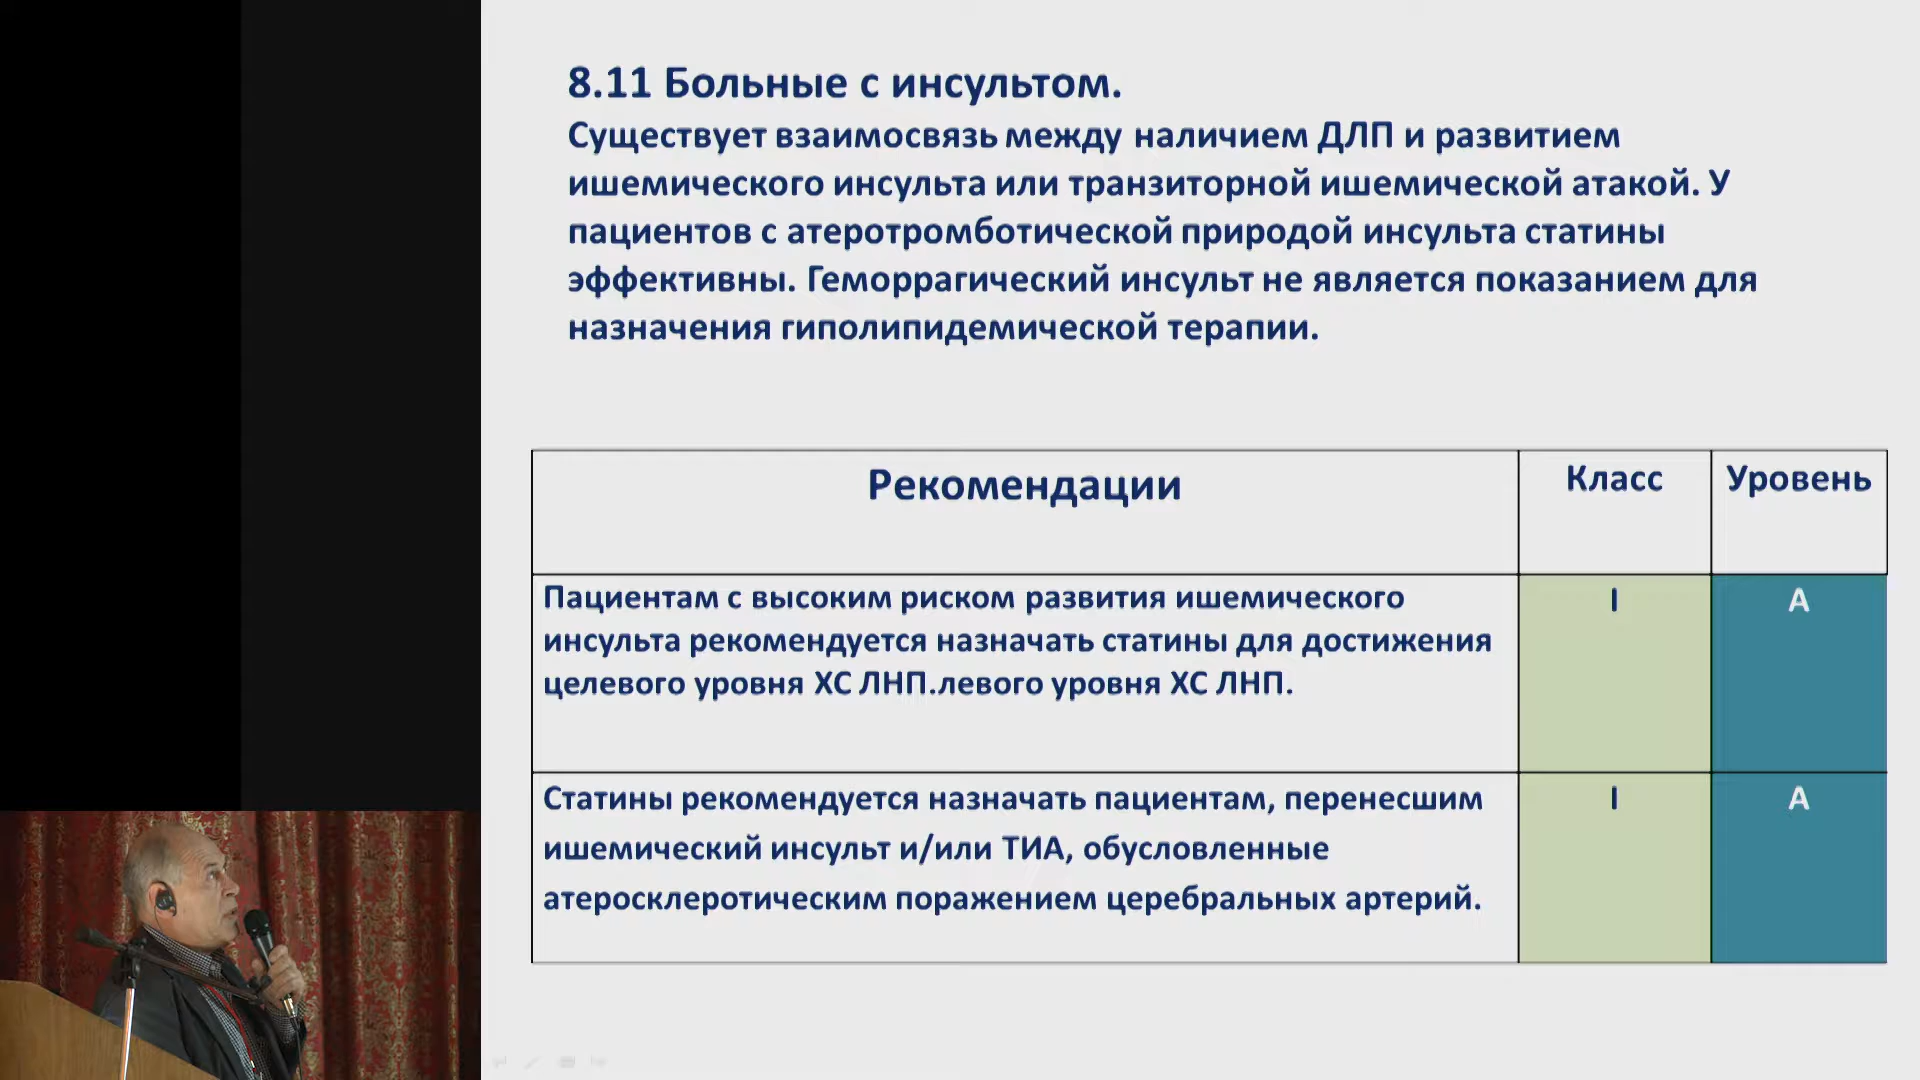 8.11 Больные с инсультом.
Существует взаимосвязь между наличием ДЛП и развитием
ишемического инсульта или транзиторной ишемической атакой. У
пациентов с атеротромботической природой инсульта статины
эффективны. Геморрагический инсульт не является показанием для
назначения гиполипидемической терапии.
Рекомендации
Класс
Уровень
Пациентам с высоким риском развития ишемического
инсульта рекомендуется назначать статины для достижения
целевого уровня ХС ЛНП.левого уровня ХС ЛНП.
I
A
Статины рекомендуется назначать пациентам, перенесшим
ишемический инсульт и/или ТИА, обусловленные
атеросклеротическим поражением церебральных артерий.
I
A